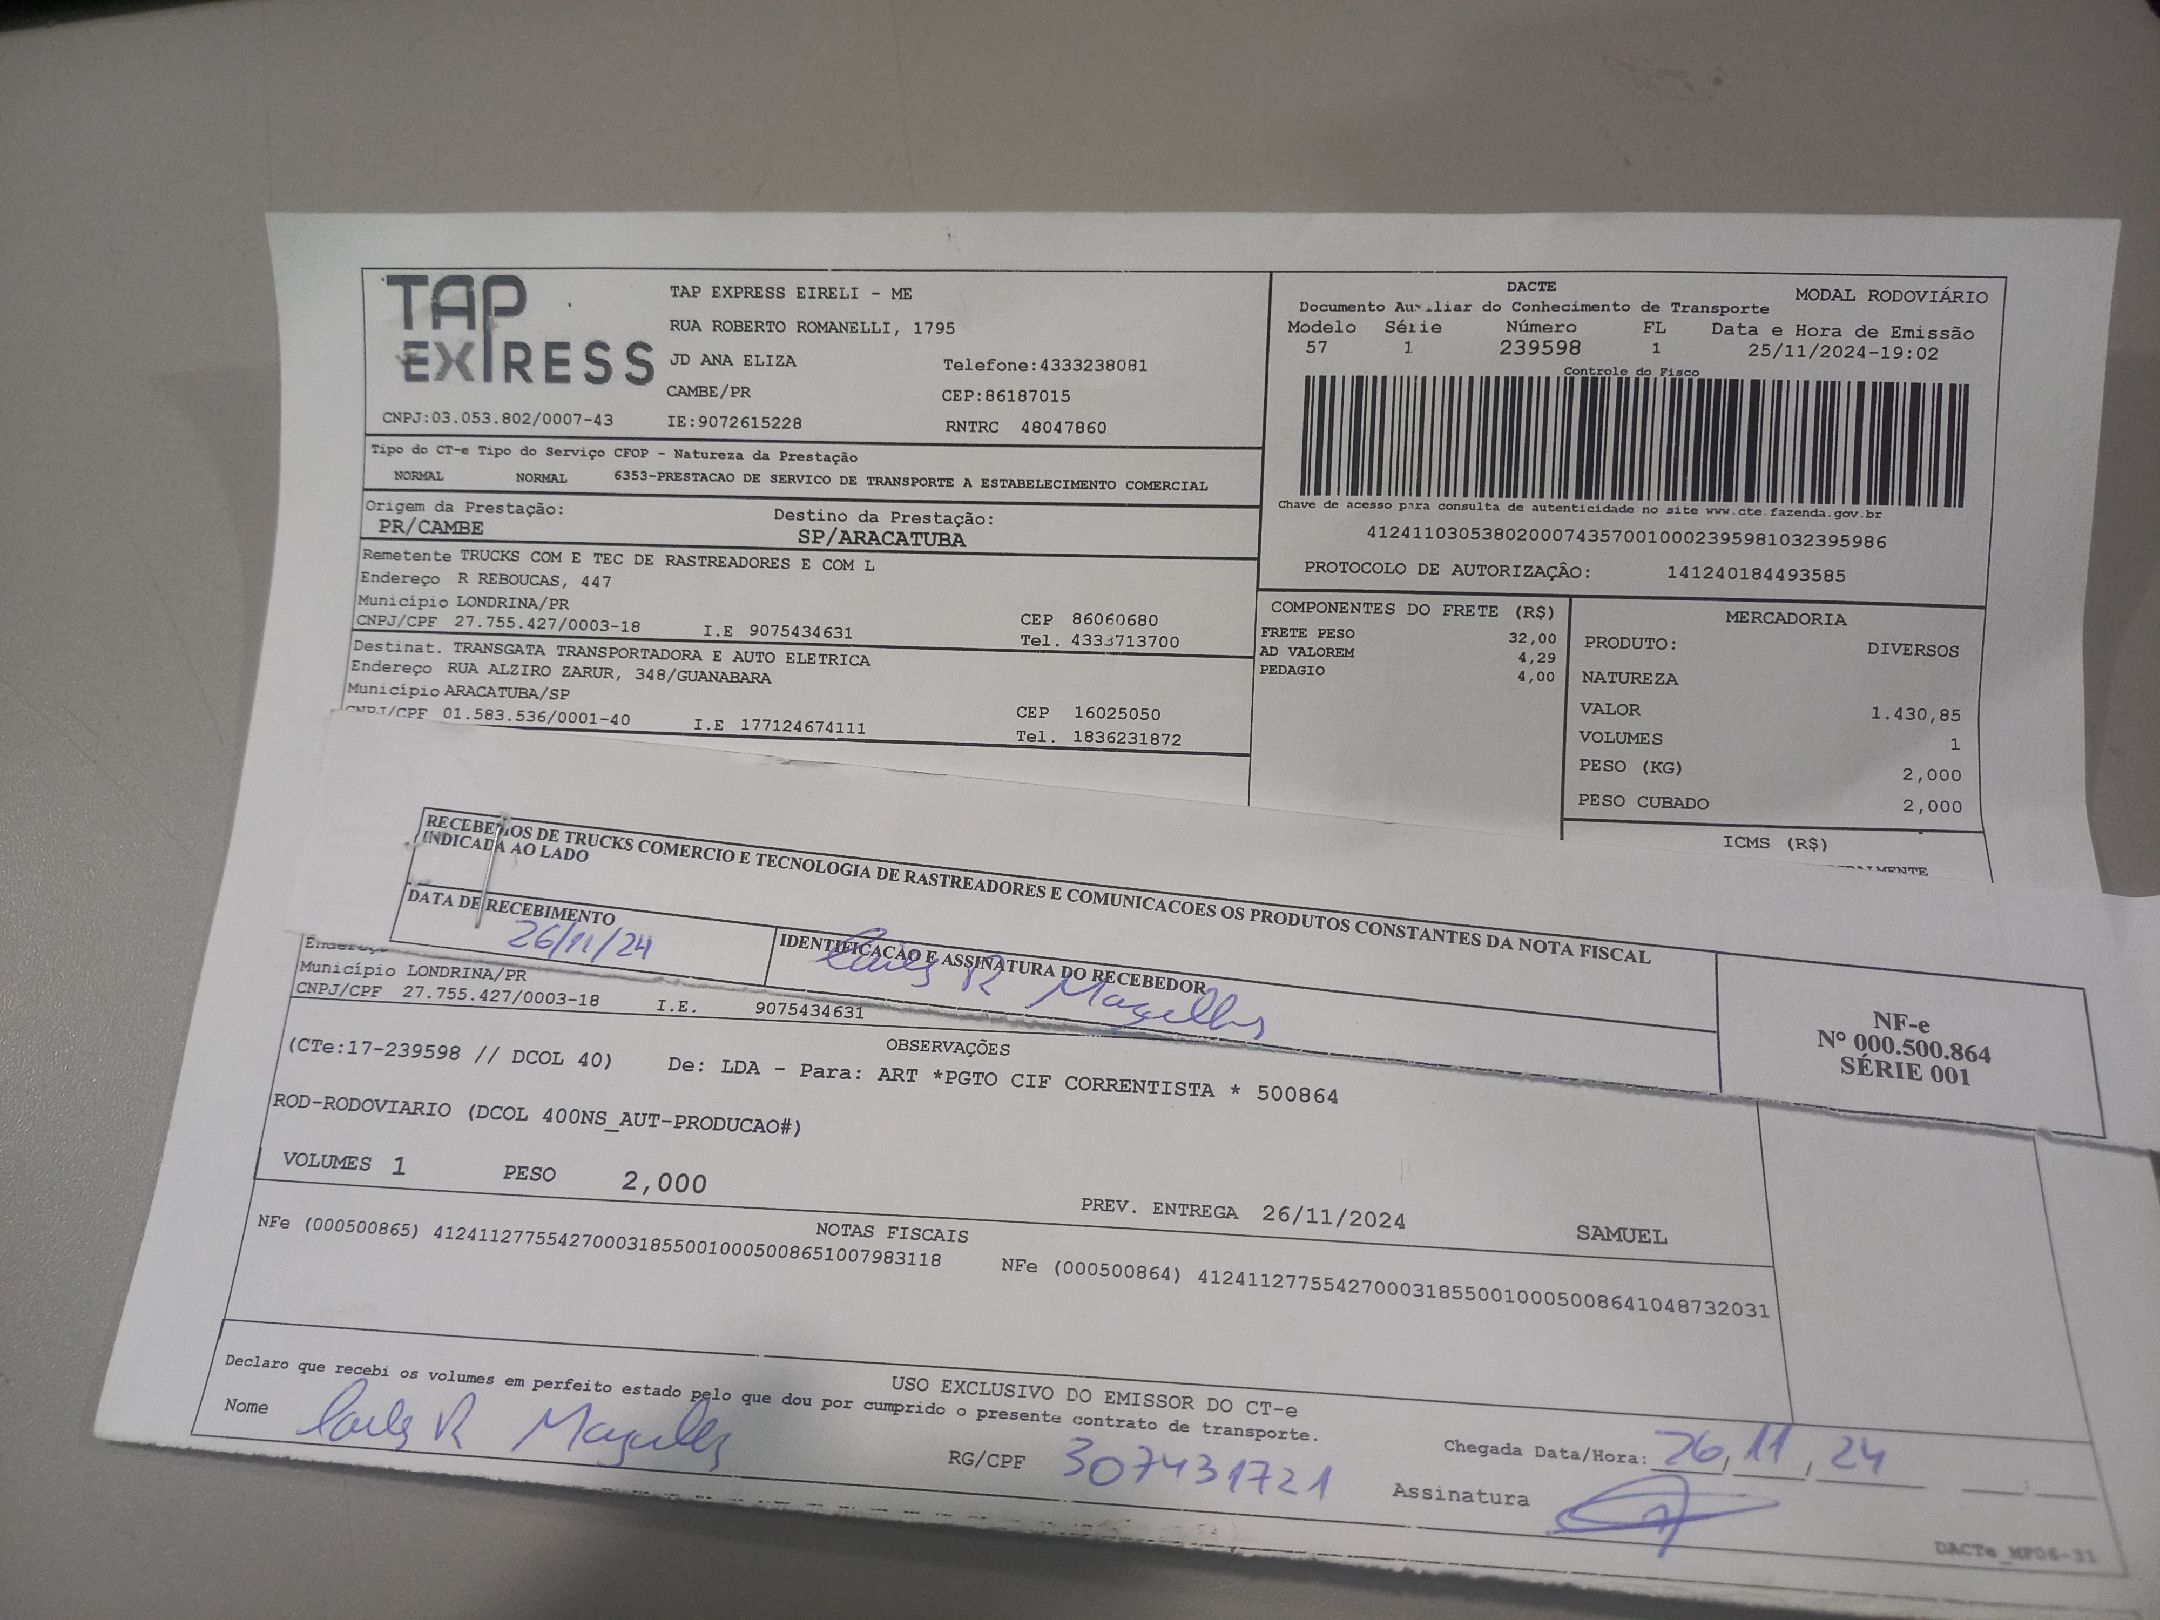 TAP EXPRESS
TAP EXPRESS EIRELI - ME
RUA ROBERTO ROMANELLI, 1795
JD ANA ELIZA Telefone:4333238081
CAMBE/PR CEP:86187015
CNPJ:03.053.802/0007-43 IE:9072615228 RNTRC 48047860
DACTE
Documento Auxiliar do Conhecimento de Transporte
MODAL RODOVIÁRIO
Modelo Série Número FL Data e Hora de Emissão
57 1 239598 1 25/11/2024-19:02
Controle do Fisco
Chave de acesso para consulta de autenticidade no site www.cte.fazenda.gov.br
41241103053802000743570010002395981032395986
PROTOCOLO DE AUTORIZAÇÂO: 141240184493585
Tipo do CT-e Tipo do Serviço CFOP - Natureza da Prestação
NORMAL NORMAL 6353-PRESTACAO DE SERVICO DE TRANSPORTE A ESTABELECIMENTO COMERCIAL
Origem da Prestação: Destino da Prestação:
PR/CAMBE SP/ARACATUBA
Remetente TRUCKS COM E TEC DE RASTREADORES E COM L
Endereço R REBOUCAS, 447
Município LONDRINA/PR CEP 86060680
CNPJ/CPF 27.755.427/0003-18 I.E 9075434631 Tel. 4333713700
Destinat. TRANSGATA TRANSPORTADORA E AUTO ELETRICA
Endereço RUA ALZIRO ZARUR, 348/GUANABARA
Município ARACATUBA/SP CEP 16025050
CNPJ/CPF 01.583.536/0001-40 I.E 177124674111 Tel. 1836231872
COMPONENTES DO FRETE (R$)
FRETE PESO 32,00
AD VALOREM 4,29
PEDAGIO 4,00
MERCADORIA
PRODUTO: DIVERSOS
NATUREZA
VALOR 1.430,85
VOLUMES 1
PESO (KG) 2,000
PESO CUBADO 2,000
ICMS (R$)
RECEBEMOS DE TRUCKS COMERCIO E TECNOLOGIA DE RASTREADORES E COMUNICACOES OS PRODUTOS CONSTANTES DA NOTA FISCAL
INDICADA AO LADO
DATA DE RECEBIMENTO IDENTIFICAÇÃO E ASSINATURA DO RECEBEDOR
26/11/24
NF-e
Nº 000.500.864
SÉRIE 001
Endereço
Município LONDRINA/PR
CNPJ/CPF 27.755.427/0003-18 I.E. 9075434631
OBSERVAÇÕES
(CTe:17-239598 // DCOL 40) De: LDA - Para: ART *PGTO CIF CORRENTISTA * 500864
ROD-RODOVIARIO (DCOL 400NS_AUT-PRODUCAO#)
VOLUMES 1 PESO 2,000 PREV. ENTREGA 26/11/2024 SAMUEL
NOTAS FISCAIS
NFe (000500865) 41241127755427000318550010005008651007983118 NFe (000500864) 41241127755427000318550010005008641048732031
USO EXCLUSIVO DO EMISSOR DO CT-e
Declaro que recebi os volumes em perfeito estado pelo que dou por cumprido o presente contrato de transporte.
Nome RG/CPF 307431721 Chegada Data/Hora: 26,11,24
Assinatura
DACTe_MF06-31